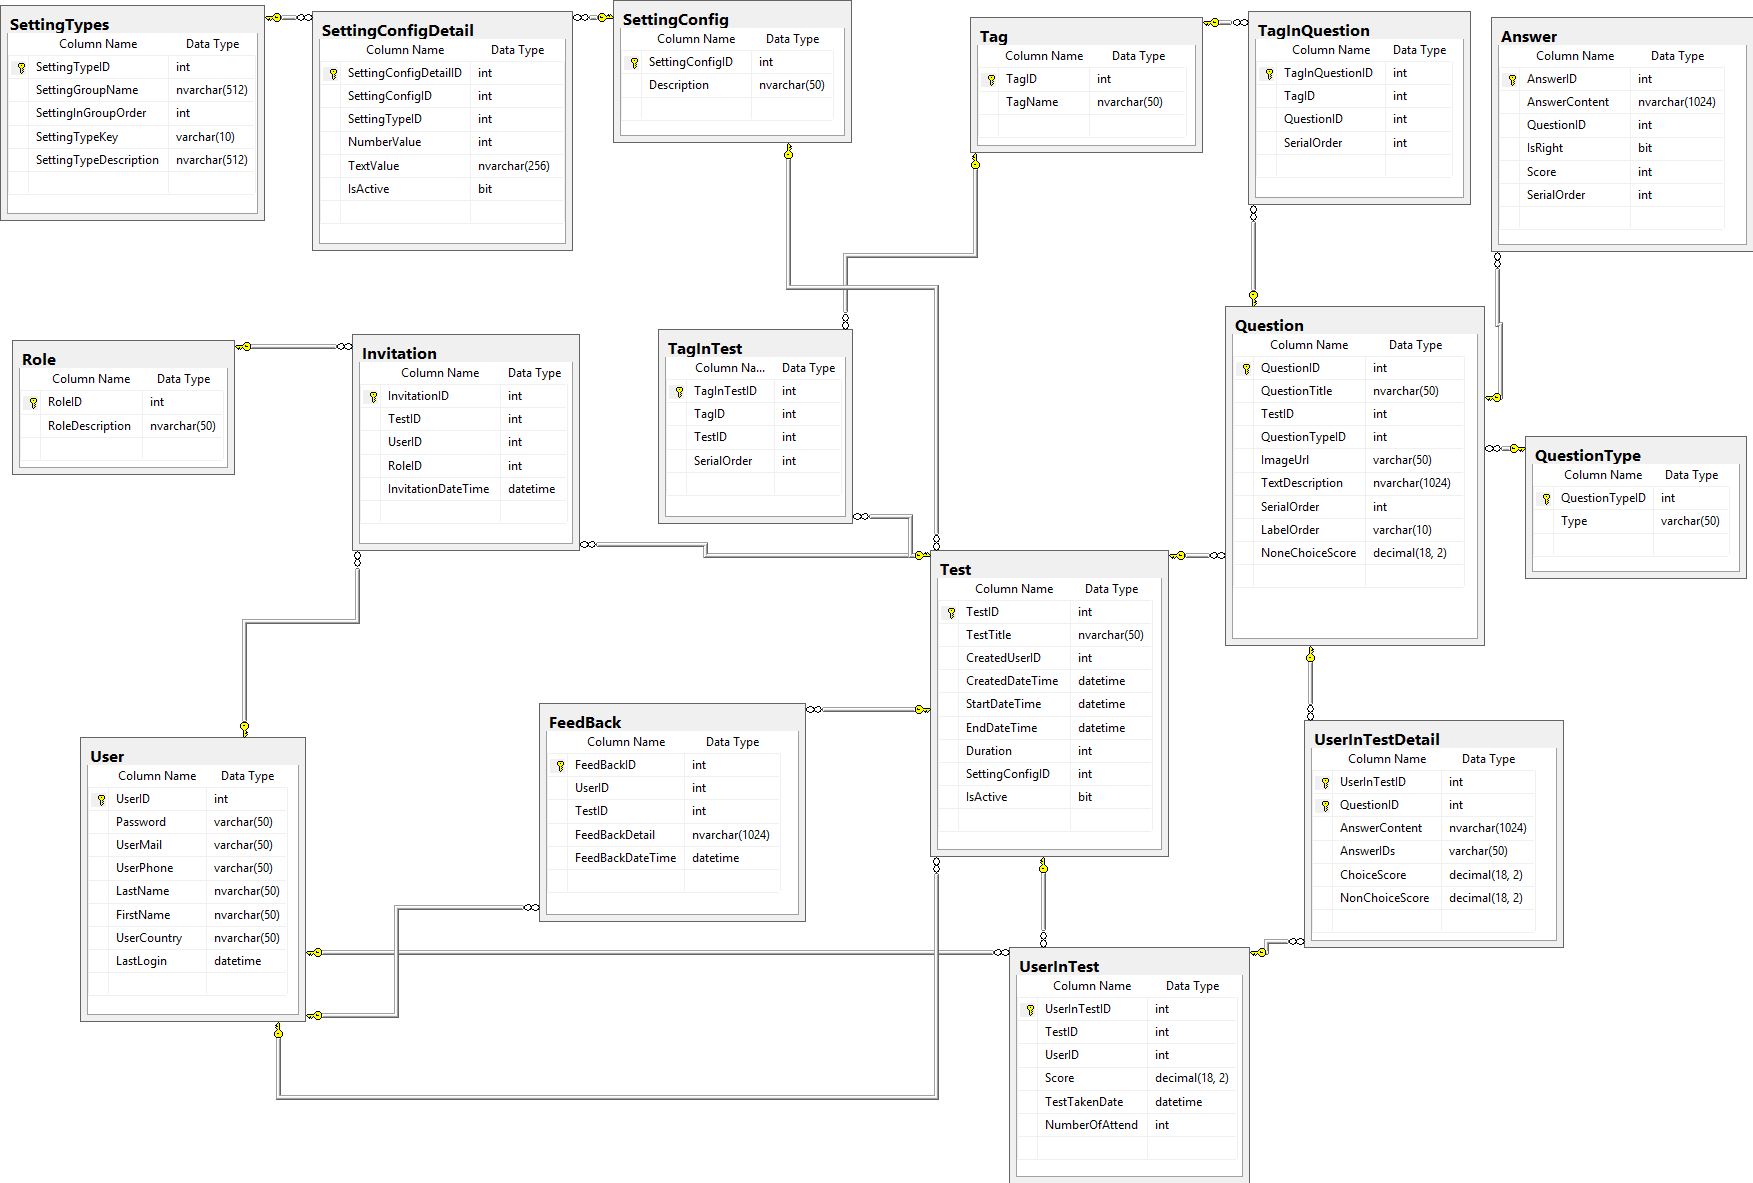 SettingTypes
Column Name Data Type
SettingTypeID int
SettingGroupName nvarchar(512)
SettingInGroupOrder int
SettingTypeKey varchar(10)
SettingTypeDescription nvarchar(512)
SettingConfigDetail
Column Name Data Type
SettingConfigDetailID int
SettingConfigID int
SettingTypeID int
NumberValue int
TextValue nvarchar(256)
IsActive bit
SettingConfig
Column Name Data Type
SettingConfigID int
Description nvarchar(50)
Tag
Column Name Data Type
TagID int
TagName nvarchar(50)
TagInQuestion
Column Name Data Type
TagInQuestionID int
TagID int
QuestionID int
SerialOrder int
Answer
Column Name Data Type
AnswerID int
AnswerContent nvarchar(1024)
QuestionID int
IsRight bit
Score int
SerialOrder int
Role
Column Name Data Type
RoleID int
RoleDescription nvarchar(50)
Invitation
Column Name Data Type
InvitationID int
TestID int
UserID int
RoleID int
InvitationDateTime datetime
TagInTest
Column Na... Data Type
TagInTestID int
TagID int
TestID int
SerialOrder int
Question
Column Name Data Type
QuestionID int
QuestionTitle nvarchar(50)
TestID int
QuestionTypeID int
ImageUrl varchar(50)
TextDescription nvarchar(1024)
SerialOrder int
LabelOrder varchar(10)
NoneChoiceScore decimal(18, 2)
QuestionType
Column Name Data Type
QuestionTypeID int
Type varchar(50)
Test
Column Name Data Type
TestID int
TestTitle nvarchar(50)
CreatedUserID int
CreatedDateTime datetime
StartDateTime datetime
EndDateTime datetime
Duration int
SettingConfigID int
IsActive bit
User
Column Name Data Type
UserID int
Password varchar(50)
UserMail varchar(50)
UserPhone varchar(50)
LastName nvarchar(50)
FirstName nvarchar(50)
UserCountry nvarchar(50)
LastLogin datetime
FeedBack
Column Name Data Type
FeedBackID int
UserID int
TestID int
FeedBackDetail nvarchar(1024)
FeedBackDateTime datetime
UserInTestDetail
Column Name Data Type
UserInTestID int
QuestionID int
AnswerContent nvarchar(1024)
AnswerIDs varchar(50)
ChoiceScore decimal(18, 2)
NonChoiceScore decimal(18, 2)
UserInTest
Column Name Data Type
UserInTestID int
TestID int
UserID int
Score decimal(18, 2)
TestTakenDate datetime
NumberOfAttend int